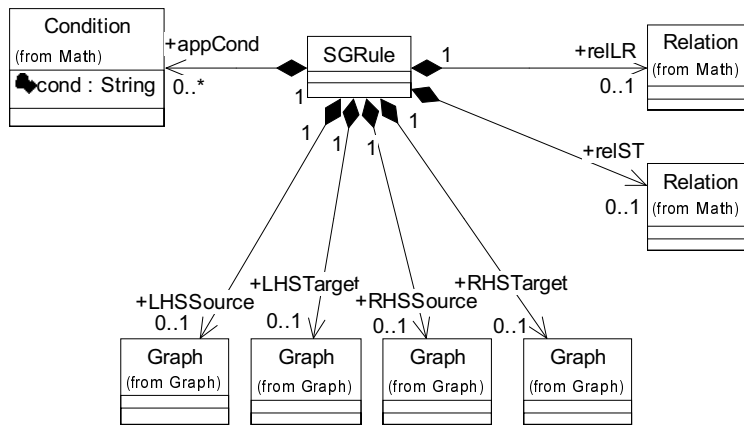 Condition
(from Math)
cond : String
+appCond
0..*
1
SGRule
1
+relLR
0..1
Relation
(from Math)
+relST
0..1
Relation
(from Math)
1
1
1
1
+LHSSource
0..1
+LHSTarget
0..1
+RHSSource
0..1
+RHSTarget
0..1
Graph
(from Graph)
Graph
(from Graph)
Graph
(from Graph)
Graph
(from Graph)